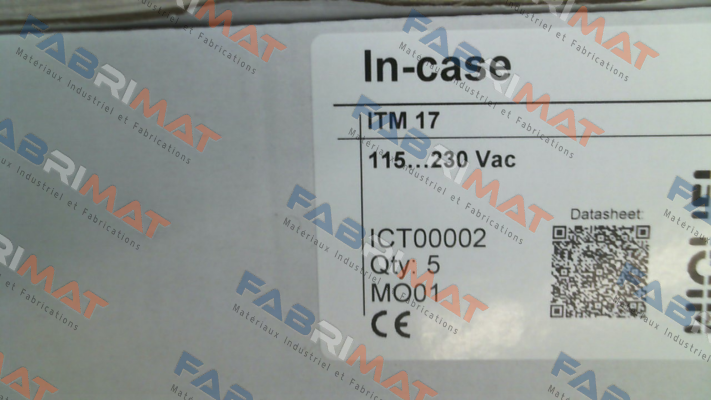 In-case
ITM 17
115...230 Vac
Datasheet:
ICT00002
Qty: 5
MO01
CE
FABRIMAT
Materiaux Industriel et Fabrications